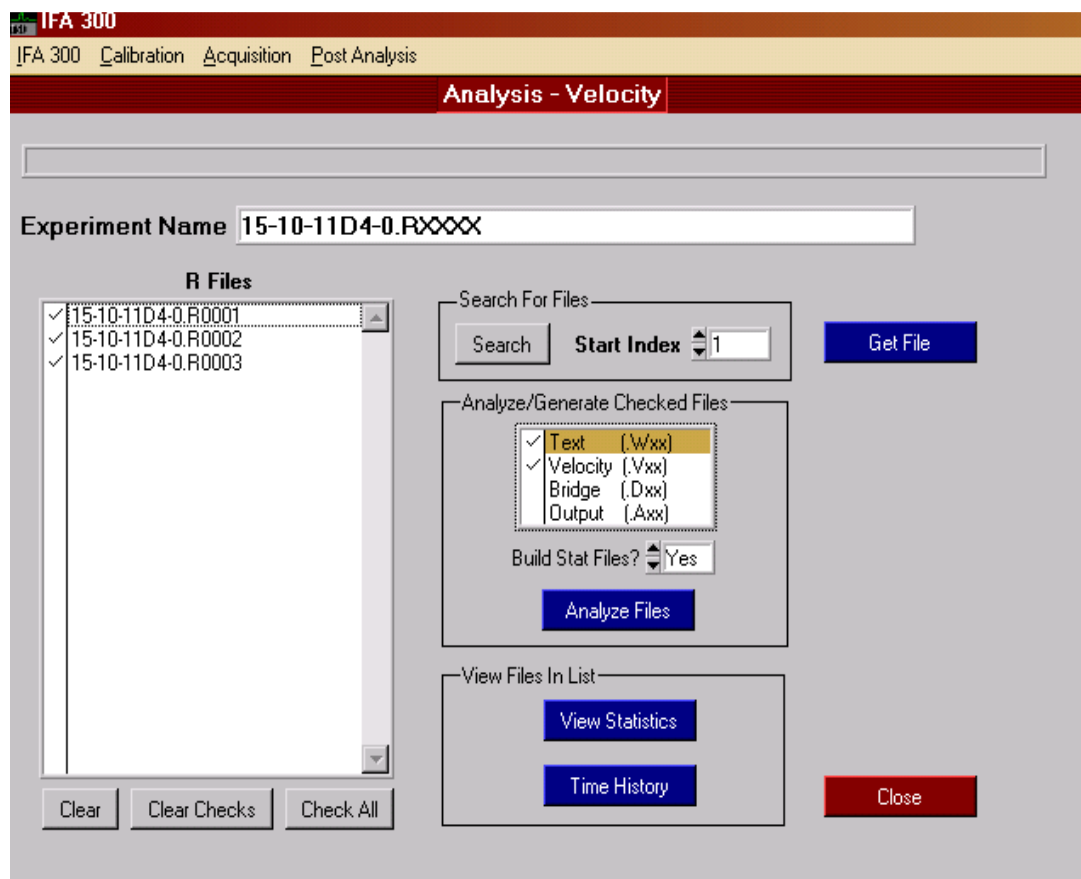 IFA 300
IFA 300 Calibration Acquisition Post Analysis
Analysis - Velocity
Experiment Name 15-10-11D4-0.RXXXX
R Files
15-10-11D4-0.R0001
15-10-11D4-0.R0002
15-10-11D4-0.R0003
Clear Clear Checks Check All
Search For Files
Search Start Index 1
Get File
Analyze/Generate Checked Files
Text (.Wxx)
Velocity (.Vxx)
Bridge (.Dxx)
Output (.Axx)
Build Stat Files? Yes
Analyze Files
View Files In List
View Statistics
Time History
Close